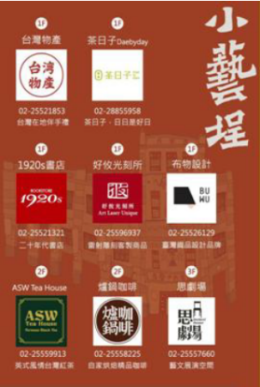 小藝埕
1F
台灣物產
台湾
物産
02-25521853
台灣在地伴手禮
1F
茶日子Daebyday
茶日子
02-28855958
茶日子．日日是好日
1F
1920s書店
BOOKSTORE
1920s
02-25521321
二十年代書店
1F
好伩光刻所
好伩光刻所
Art Laser Unique
02-25596937
雷射雕刻客製商品
1F
布物設計
BU
WU
02-25526129
臺灣織品設計品牌
2F
ASW Tea House
ASW
TEA HOUSE
02-25559913
英式風情台灣紅茶
2F
爐鍋咖啡
爐鍋
咖啡
02-25558225
自家烘焙精品咖啡
3F
思劇場
思劇場
02-25557660
藝文展演空間